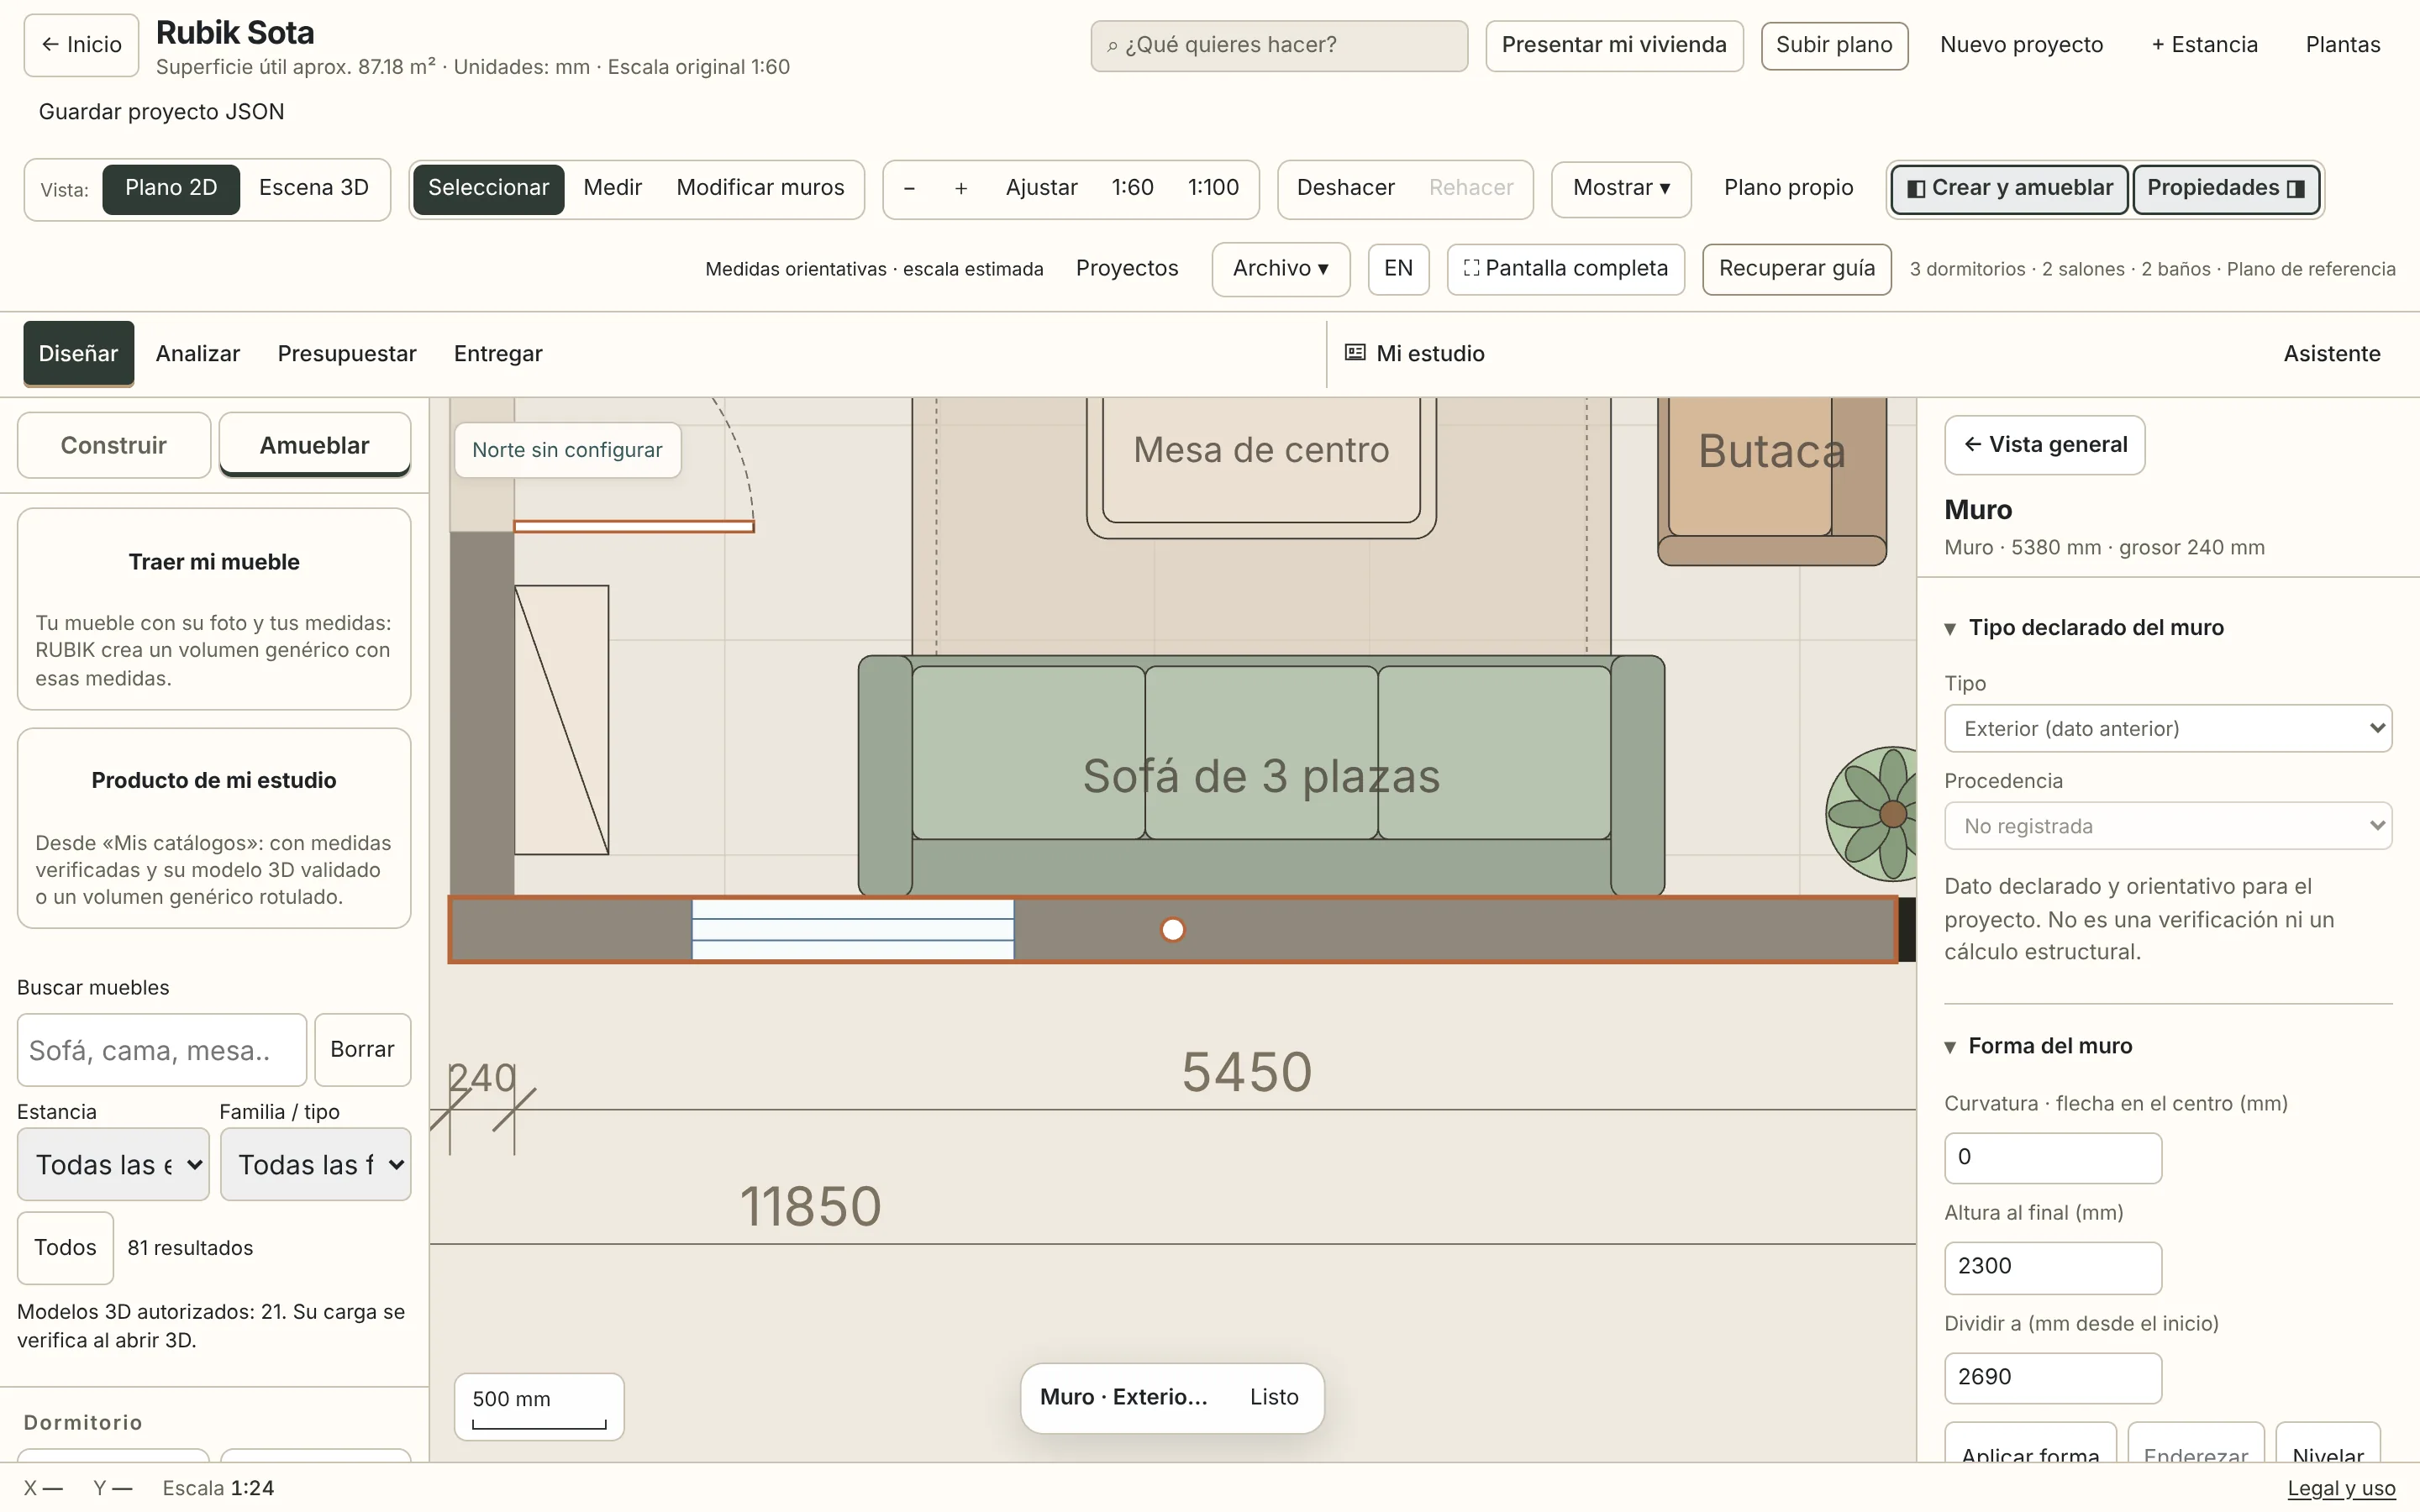 ← Inicio
Rubik Sota
Superficie útil aprox. 87.18 m² · Unidades: mm · Escala original 1:60
¿Qué quieres hacer?
Presentar mi vivienda
Subir plano
Nuevo proyecto
+ Estancia
Plantas
Guardar proyecto JSON
Vista:
Plano 2D
Escena 3D
Seleccionar
Medir
Modificar muros
−
+
Ajustar
1:60
1:100
Deshacer
Rehacer
Mostrar ▾
Plano propio
Crear y amueblar
Propiedades
Medidas orientativas · escala estimada
Proyectos
Archivo ▾
EN
Pantalla completa
Recuperar guía
3 dormitorios · 2 salones · 2 baños · Plano de referencia
Diseñar
Analizar
Presupuestar
Entregar
Mi estudio
Asistente
Construir
Amueblar
Traer mi mueble
Tu mueble con su foto y tus medidas:
RUBIK crea un volumen genérico con
esas medidas.
Producto de mi estudio
Desde «Mis catálogos»: con medidas
verificadas y su modelo 3D validado
o un volumen genérico rotulado.
Buscar muebles
Sofá, cama, mesa..
Borrar
Estancia
Familia / tipo
Todas las e
Todas las f
Todos
81 resultados
Modelos 3D autorizados: 21. Su carga se
verifica al abrir 3D.
Dormitorio
Norte sin configurar
Mesa de centro
Butaca
Sofá de 3 plazas
240
5450
11850
500 mm
Muro · Exterio...
Listo
← Vista general
Muro
Muro · 5380 mm · grosor 240 mm
▾ Tipo declarado del muro
Tipo
Exterior (dato anterior)
Procedencia
No registrada
Dato declarado y orientativo para el
proyecto. No es una verificación ni un
cálculo estructural.
▾ Forma del muro
Curvatura · flecha en el centro (mm)
0
Altura al final (mm)
2300
Dividir a (mm desde el inicio)
2690
Aplicar forma
Enderezar
Nivelar
X —
Y —
Escala 1:24
Legal y uso